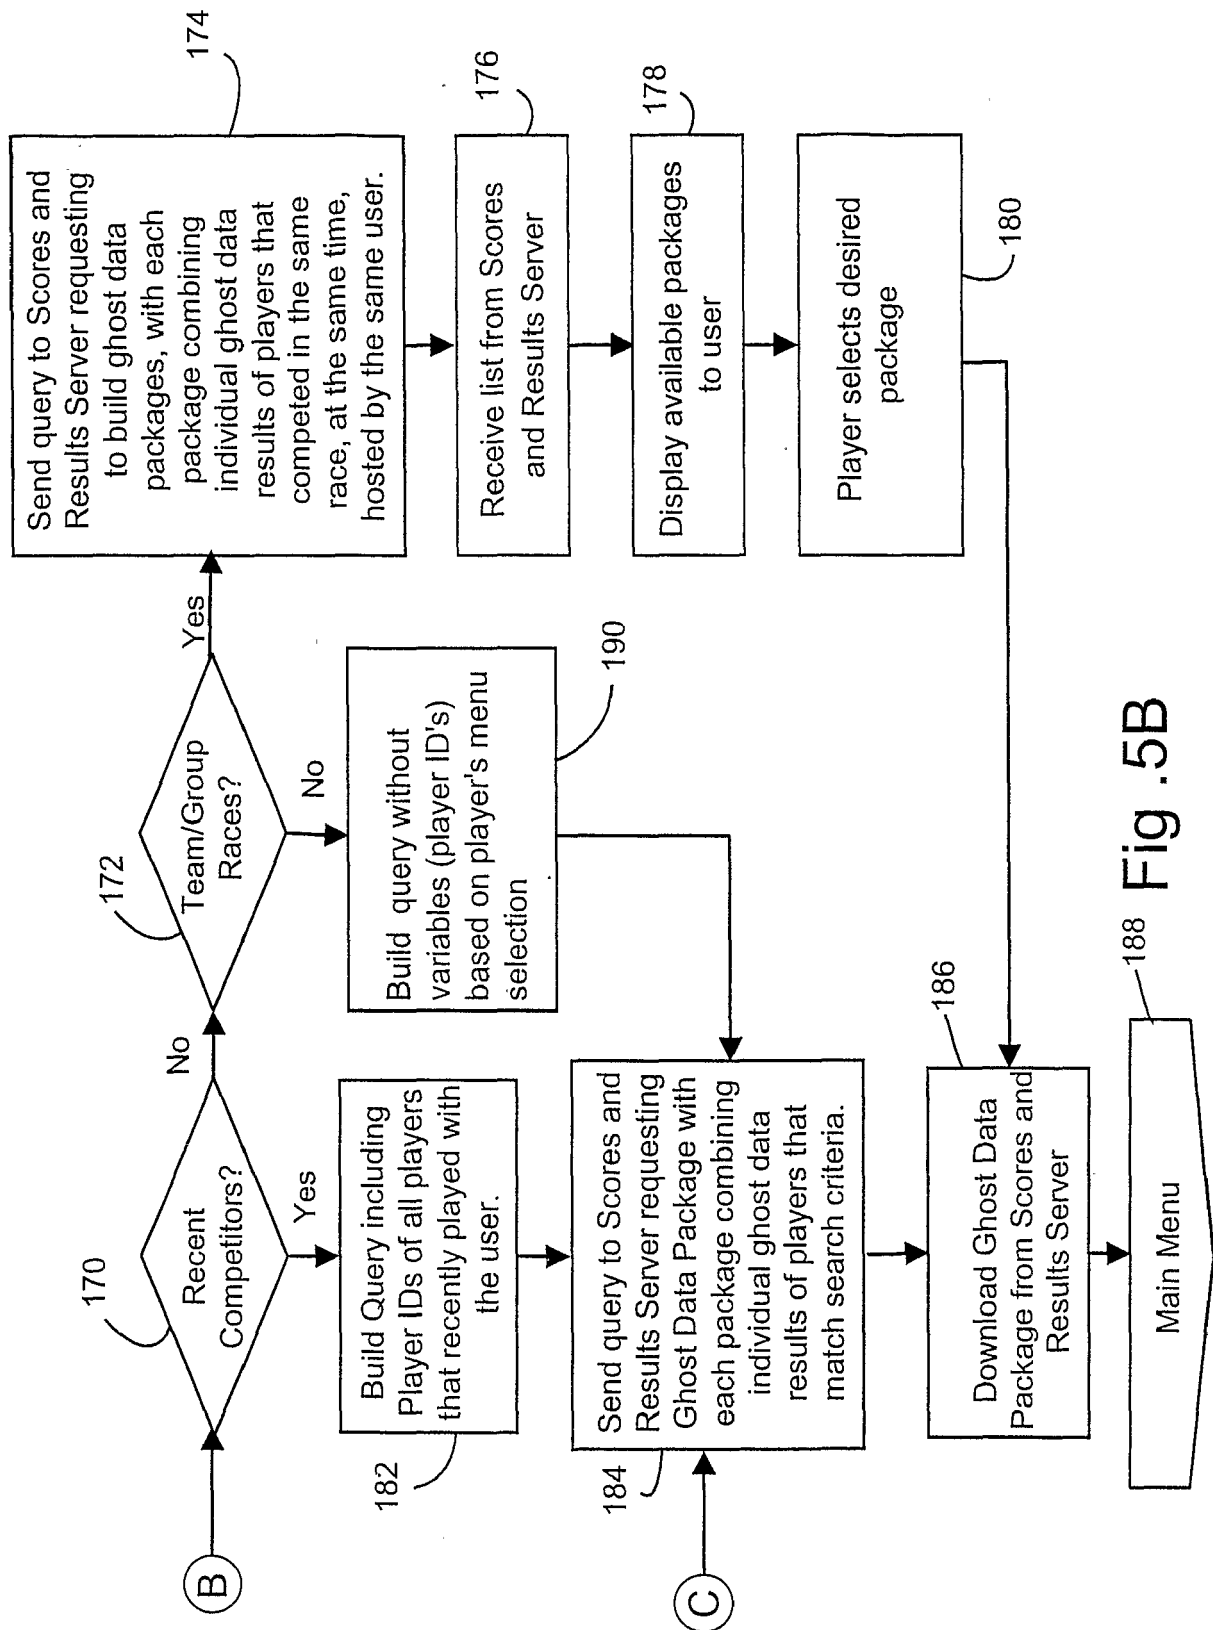 B
170
Recent
Competitors?
No
Yes
172
Team/Group
Races?
Yes
No
174
Send query to Scores and
Results Server requesting
to build ghost data
packages, with each
package combining
individual ghost data
results of players that
competed in the same
race, at the same time,
hosted by the same user.
176
Receive list from Scores
and Results Server
178
Display available packages
to user
180
Player selects desired
package
190
Build query without
variables (player ID's)
based on player's menu
selection
182
Build Query including
Player IDs of all players
that recently played with
the user.
C
184
Send query to Scores and
Results Server requesting
Ghost Data Package with
each package combining
individual ghost data
results of players that
match search criteria.
186
Download Ghost Data
Package from Scores and
Results Server
188
Main Menu
Fig .5B